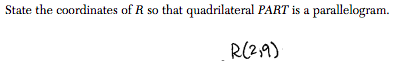 State the coordinates of R so that quadrilateral PART is a parallelogram.
R(2,9)